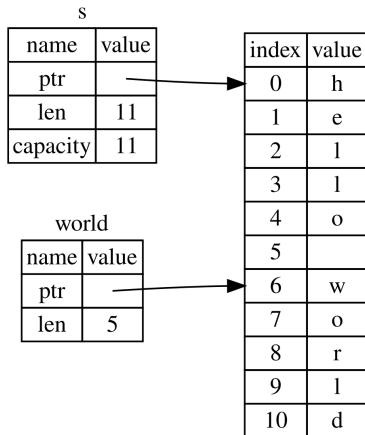 s
name value
ptr
len 11
capacity 11
world
name value
ptr
len 5
index value
0 h
1 e
2 l
3 l
4 o
5
6 w
7 o
8 r
9 l
10 d